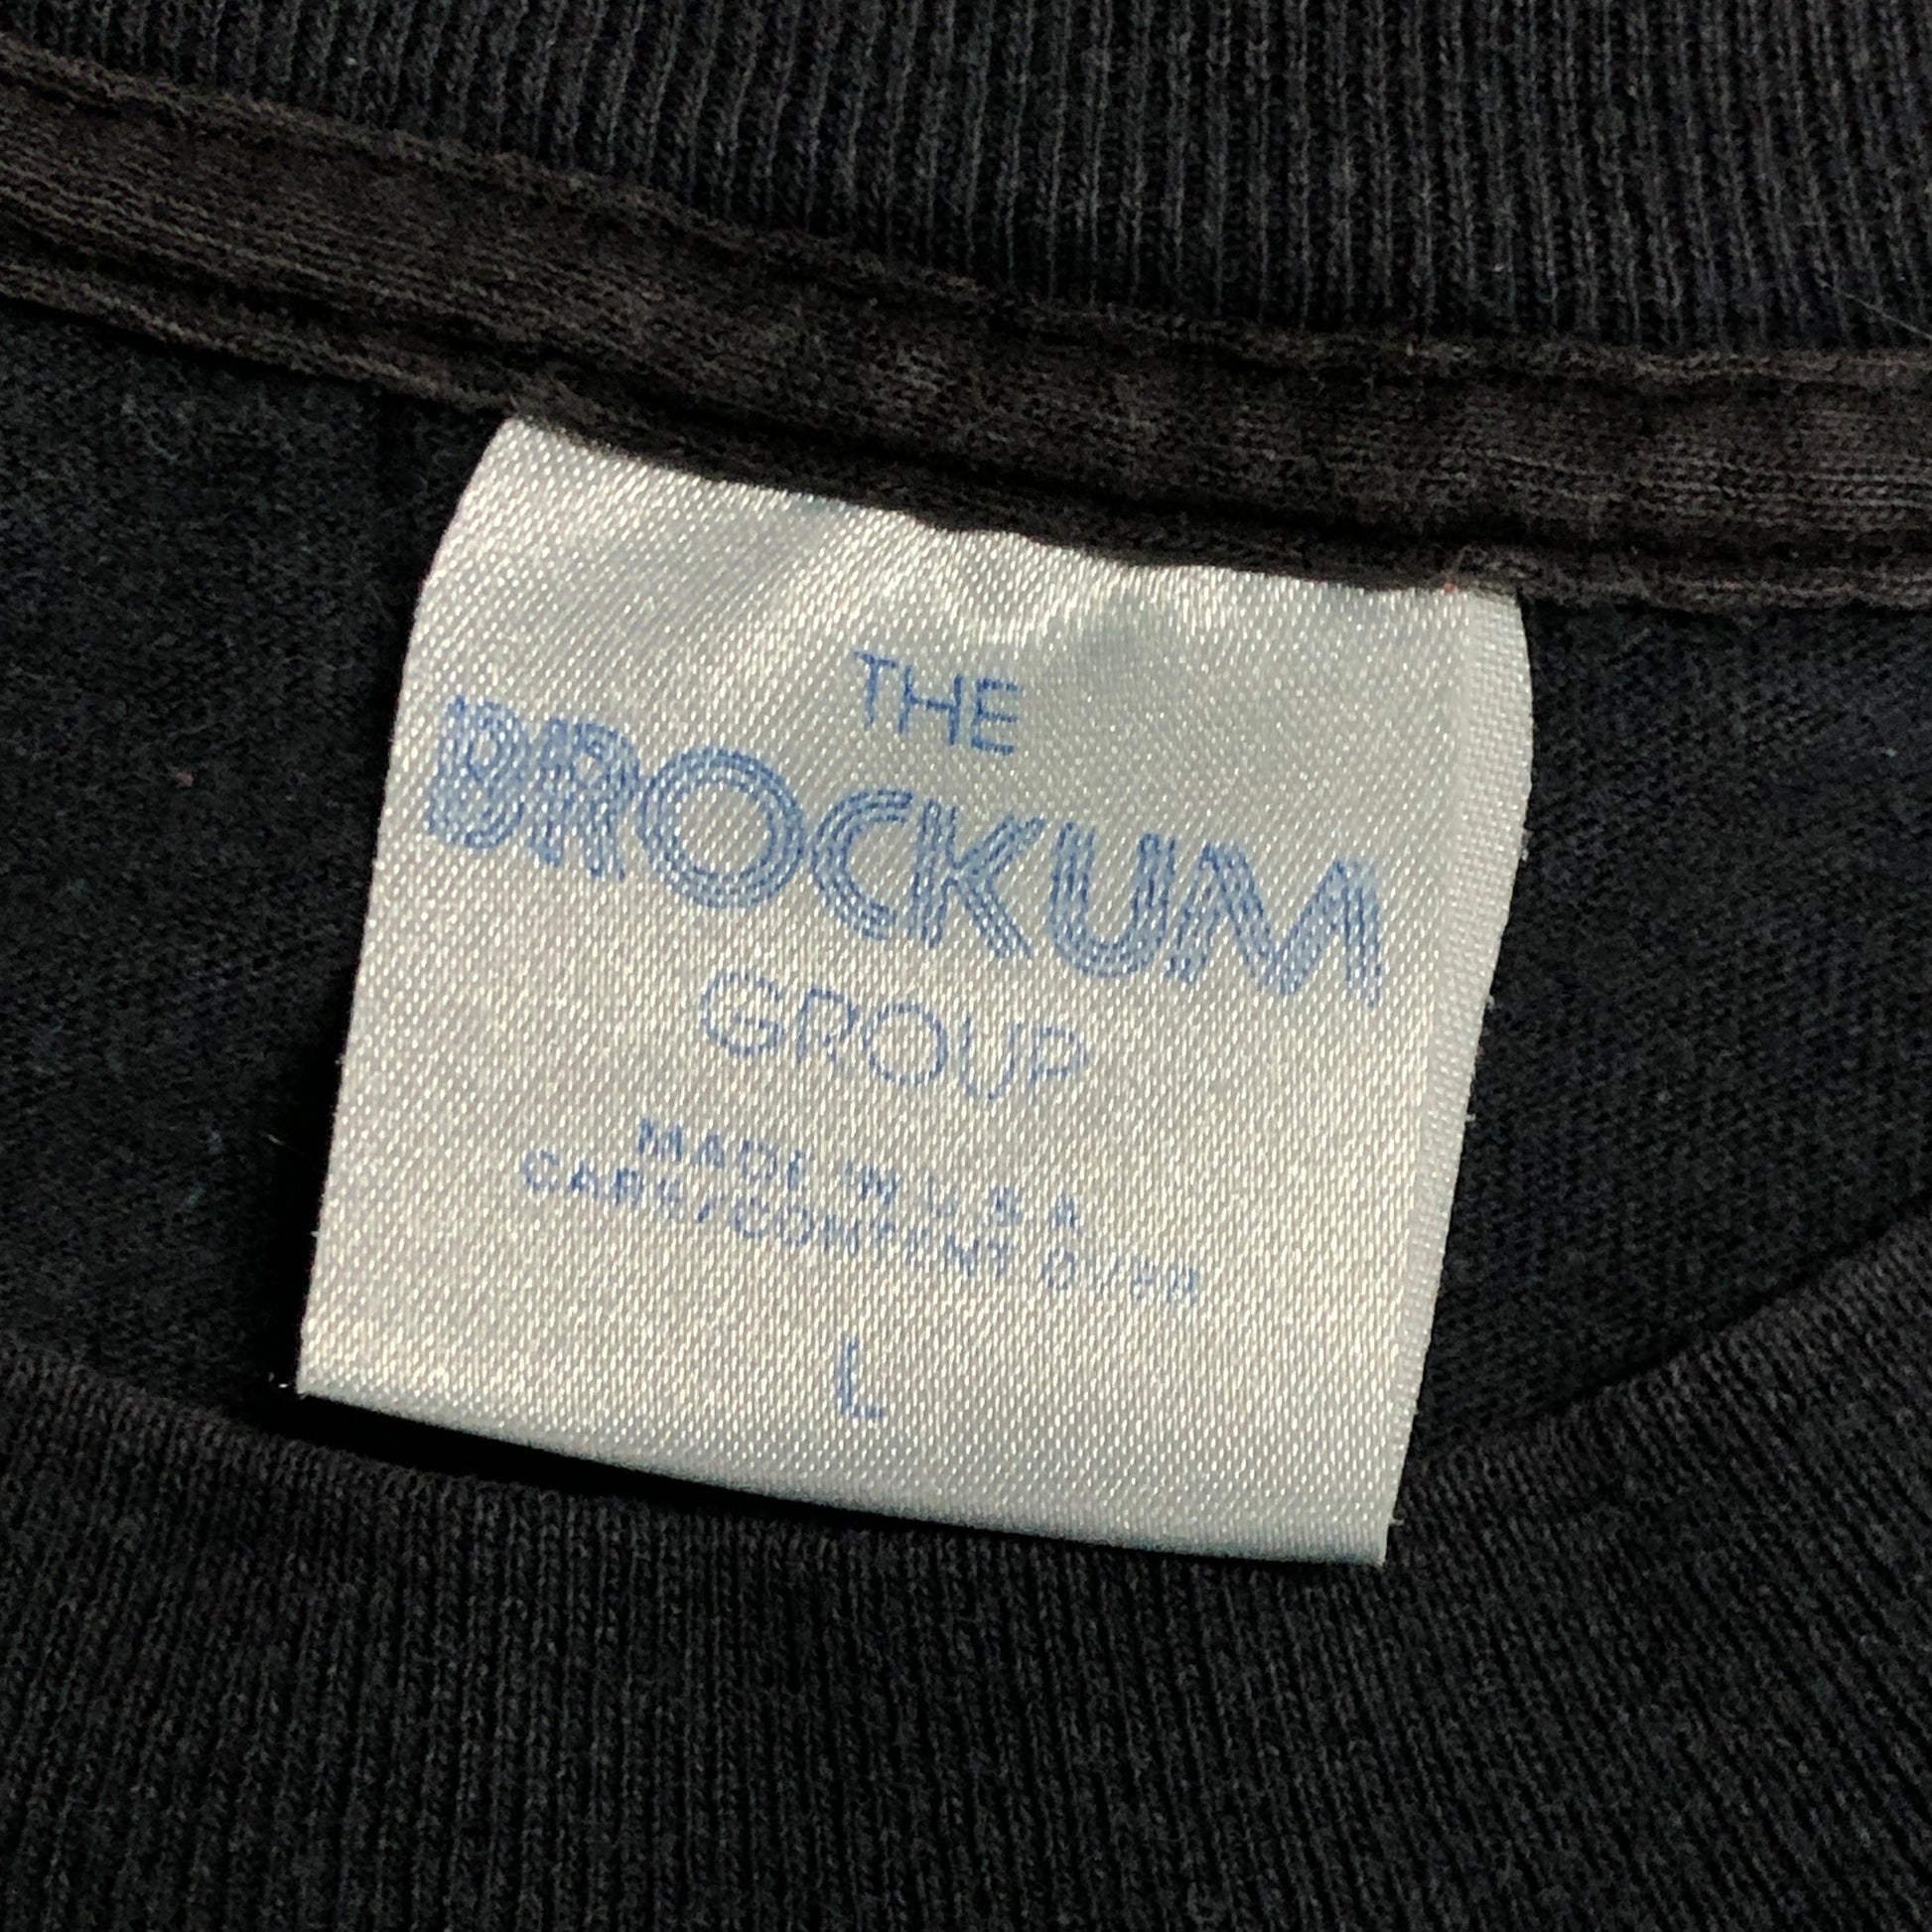 THE
BROCKUM
GROUP
MADE IN U S A
CARE/CONTENT OVER
L